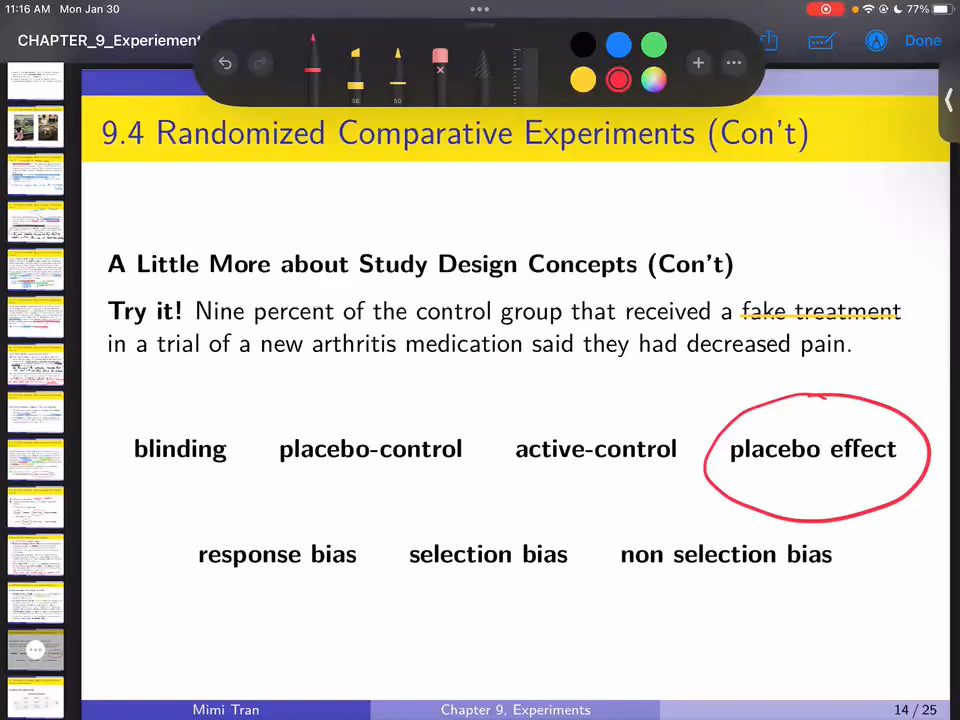 11:16 AM Mon Jan 30
77%
CHAPTER_9_Experiement
Done
30
50
9.4 Randomized Comparative Experiments (Con't)
A Little More about Study Design Concepts (Con't)
Try it! Nine percent of the control group that received a fake treatment
in a trial of a new arthritis medication said they had decreased pain.
blinding placebo-control active-control placebo effect
response bias selection bias non selection bias
Mimi Tran Chapter 9, Experiments 14 / 25